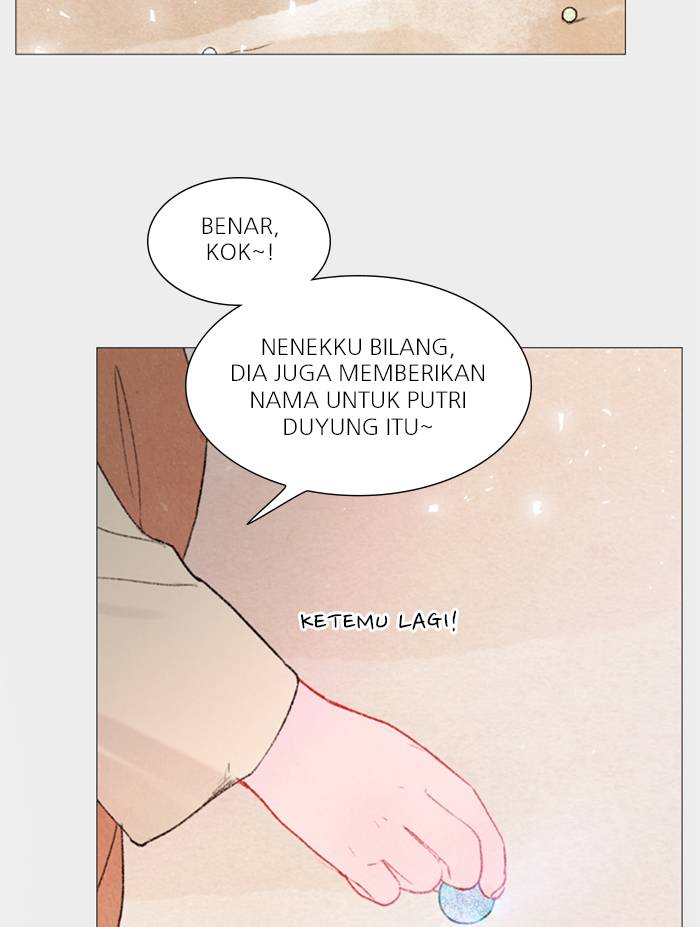 BENAR,
KOK~!
NENEKKU BILANG,
DIA JUGA MEMBERIKAN
NAMA UNTUK PUTRI
DUYUNG ITU~
KETEMU LAGI!